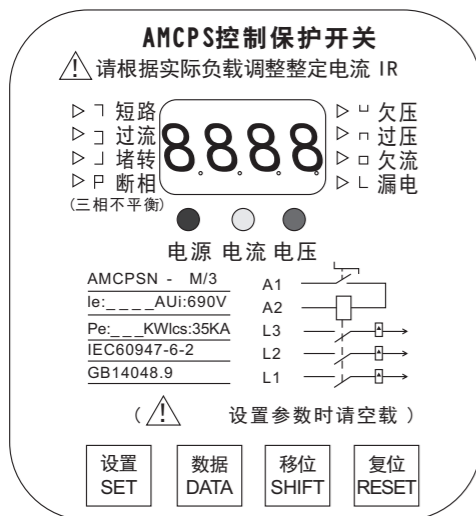 AMCPS控制保护开关
请根据实际负载调整整定电流 IR
短路
过流
堵转
断相
(三相不平衡)
8.8.8.8
欠压
过压
欠流
漏电
电源 电流 电压
AMCPSN - M/3
Ie:____AUi:690V
Pe:___KWIcs:35KA
IEC60947-6-2
GB14048.9
A1
A2
L3
L2
L1
( ! 设置参数时请空载 )
设置
SET
数据
DATA
移位
SHIFT
复位
RESET